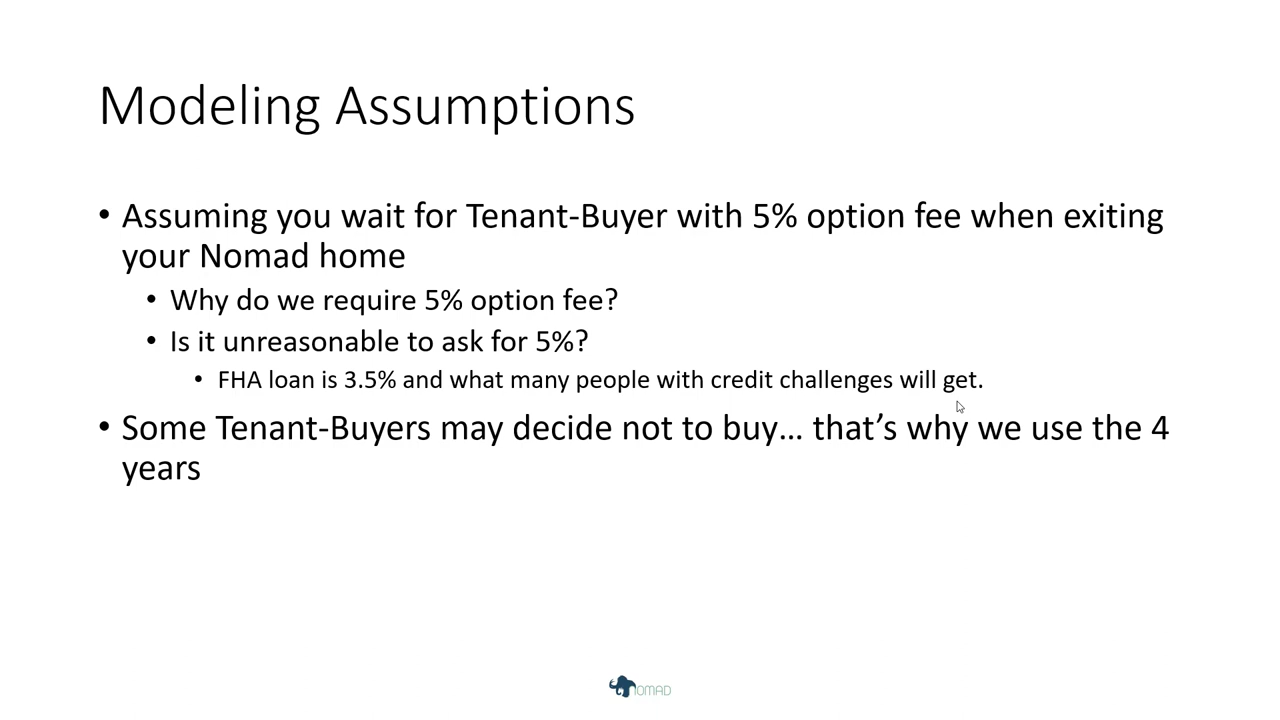 Modeling Assumptions
• Assuming you wait for Tenant-Buyer with 5% option fee when exiting
your Nomad home
• Why do we require 5% option fee?
• Is it unreasonable to ask for 5%?
• FHA loan is 3.5% and what many people with credit challenges will get.
• Some Tenant-Buyers may decide not to buy… that’s why we use the 4
years
NOMAD